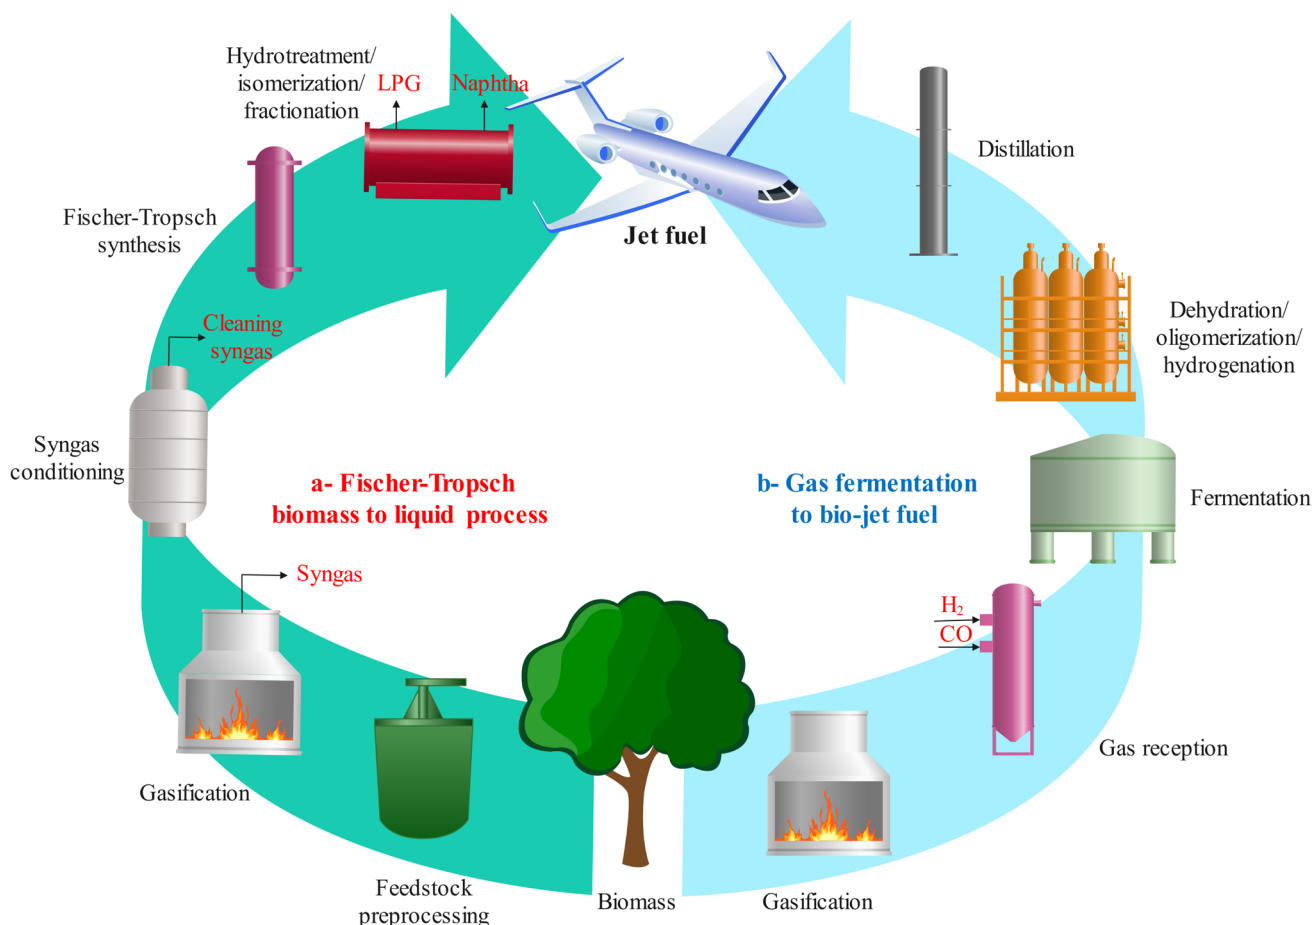 Hydrotreatment/
isomerization/
fractionation
LPG
Naphtha
Distillation
Fischer-Tropsch
synthesis
Jet fuel
Dehydration/
oligomerization/
hydrogenation
Cleaning
syngas
Syngas
conditioning
a- Fischer-Tropsch
biomass to liquid process
b- Gas fermentation
to bio-jet fuel
Fermentation
Syngas
H₂
CO
Gas reception
Gasification
Feedstock
preprocessing
Biomass
Gasification